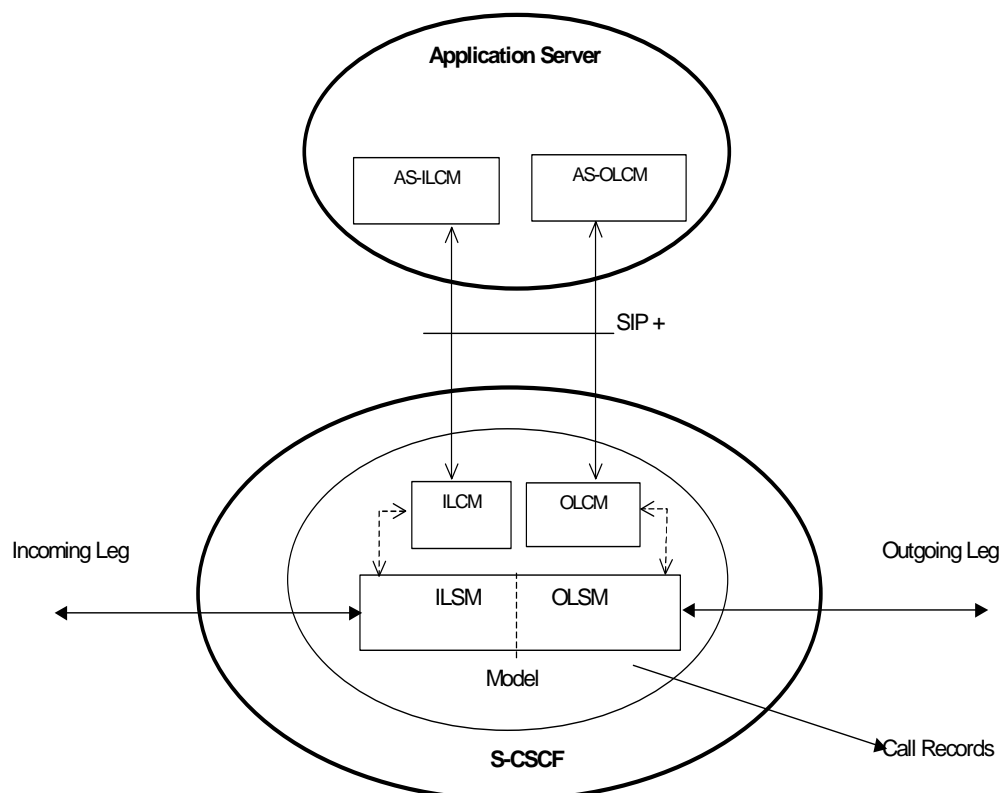 Application Server
AS-ILCM
AS-OLCM
SIP +
ILCM
OLCM
Incoming Leg
Outgoing Leg
ILSM
OLSM
Model
S-CSCF
Call Records